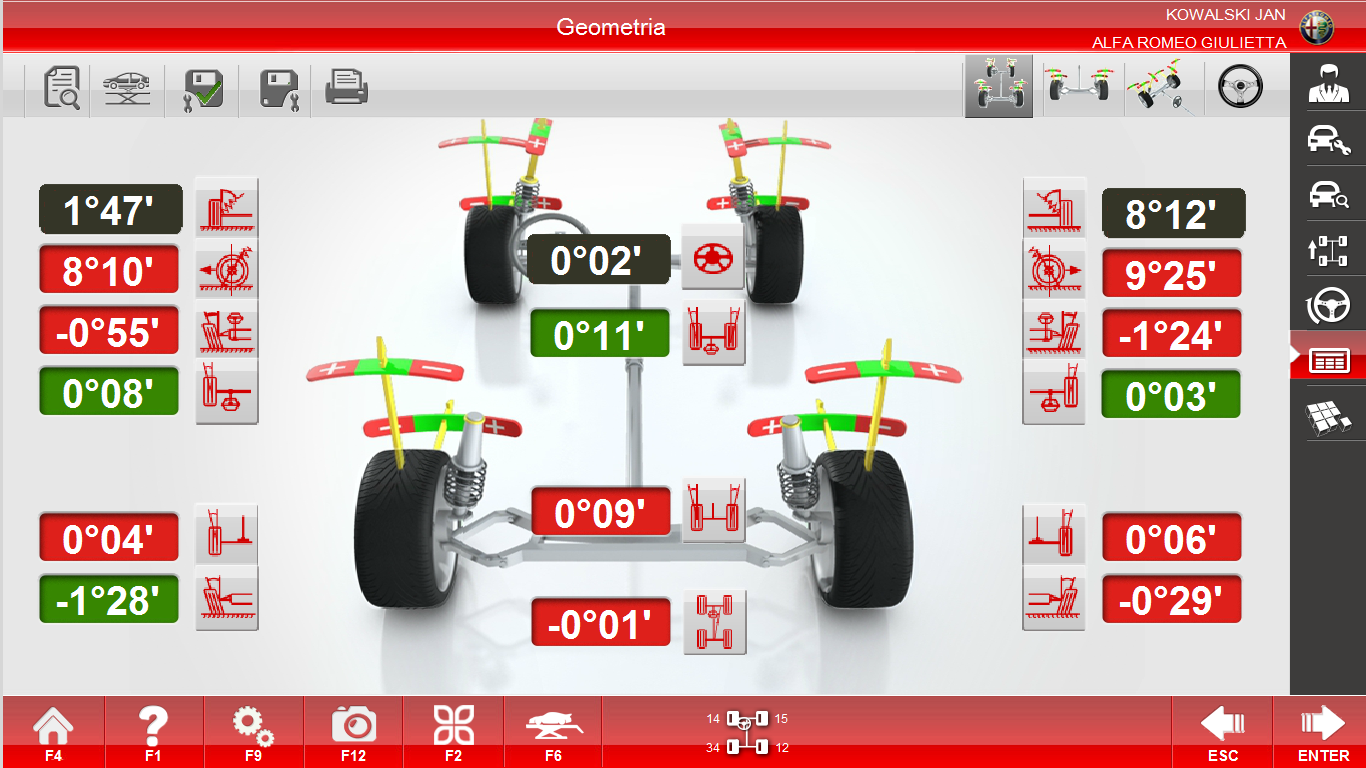 Geometria
KOWALSKI JAN
ALFA ROMEO GIULIETTA
1°47'
8°10'
-0°55'
0°08'
0°02'
0°11'
8°12'
9°25'
-1°24'
0°03'
0°04'
-1°28'
0°09'
-0°01'
0°06'
-0°29'
F4
F1
F9
F12
F2
F6
14 15
34 12
ESC
ENTER